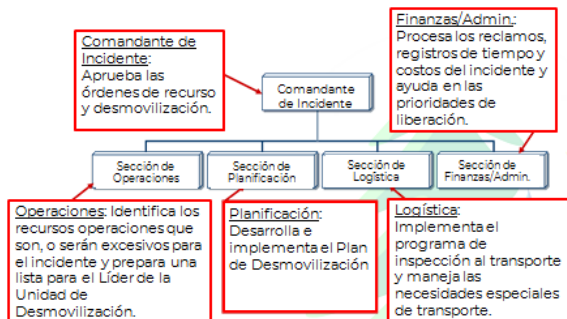 Comandante de
Incidente:
Aprueba las
órdenes de recurso
y desmovilización.
Finanzas/Admin.:
Procesa los reclamos,
registros de tiempo y
costos del incidente y
ayuda en las
prioridades de
liberación.
Comandante
de Incidente
Sección de
Operaciones
Sección de
Planificación
Sección de
Logística
Sección de
Finanzas/Admin.
Operaciones: Identifica los
recursos operaciones que
son, o serán excesivos para
el incidente y prepara una
lista para el Líder de la
Unidad de
Desmovilización.
Planificación:
Desarrolla e
implementa el Plan
de Desmovilización
Logística:
Implementa el
programa de
inspección al transporte
y maneja las
necesidades especiales
de transporte.